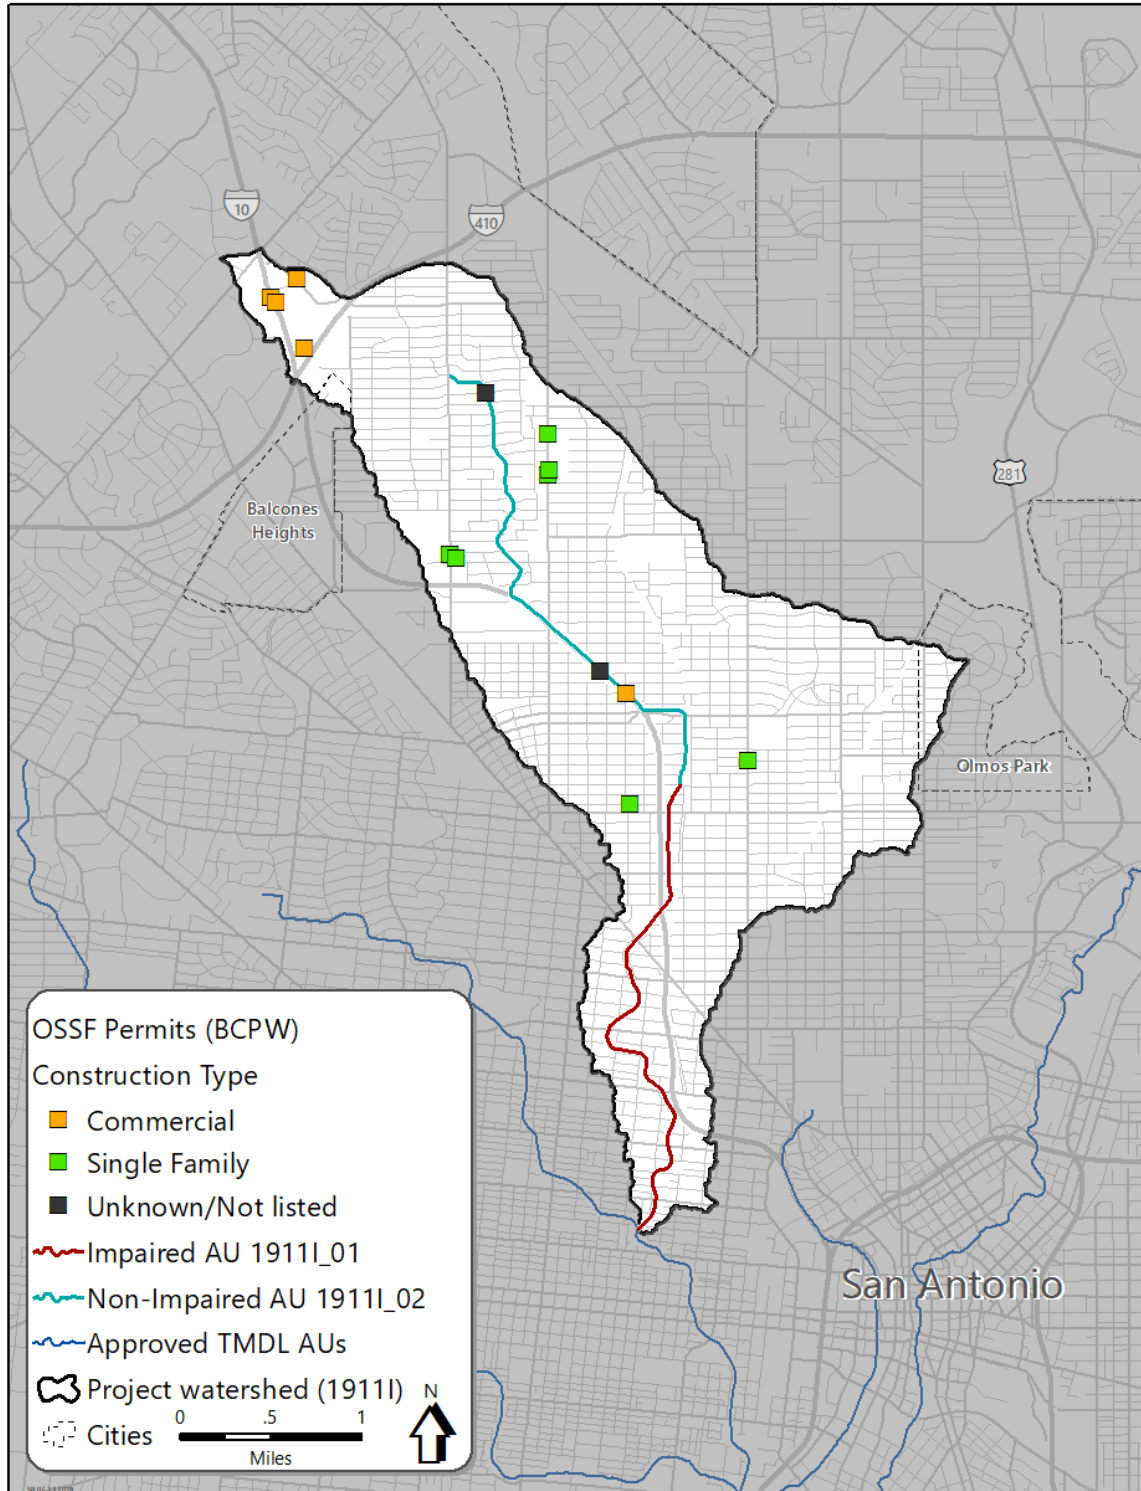 10
410
281
Balcones
Heights
Olmos Park
San Antonio
OSSF Permits (BCPW)
Construction Type
Commercial
Single Family
Unknown/Not listed
Impaired AU 1911I_01
Non-Impaired AU 1911I_02
Approved TMDL AUs
Project watershed (1911I)
N
Cities
0 .5 1
Miles